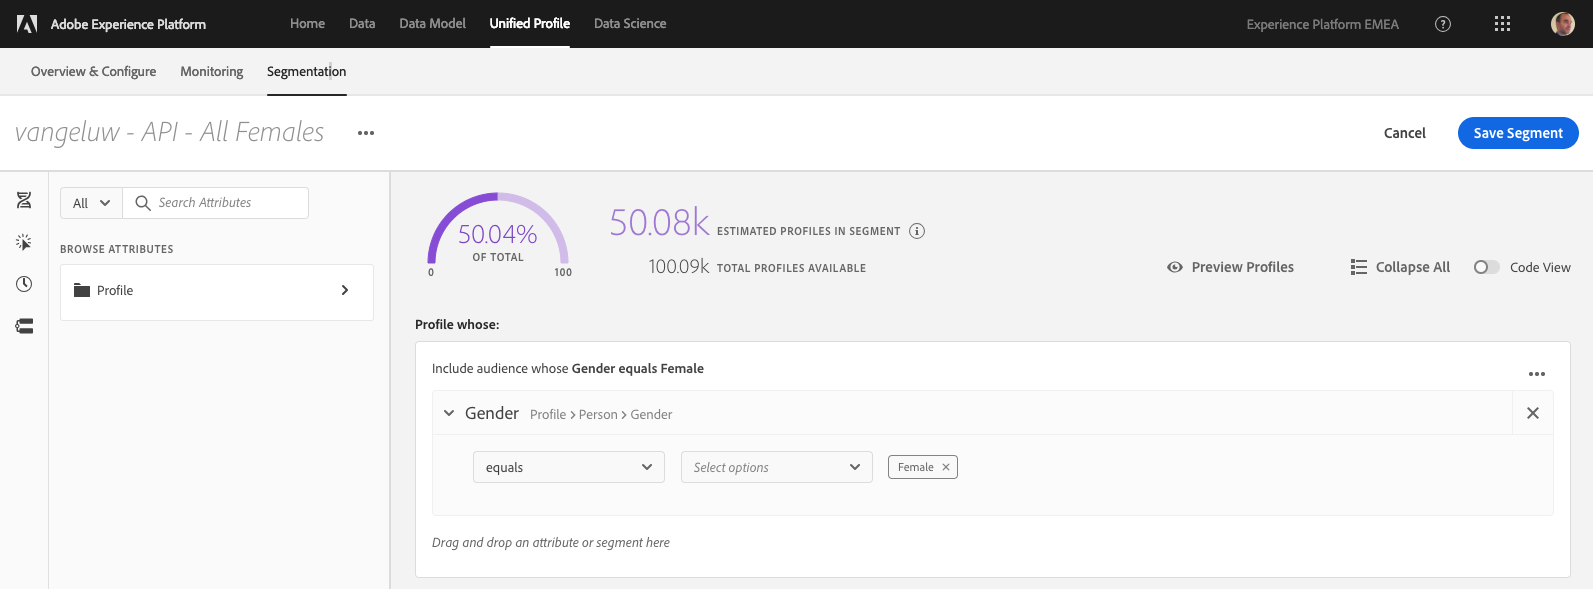 Adobe Experience Platform Home Data Data Model Unified Profile Data Science Experience Platform EMEA ?
Overview & Configure Monitoring Segmentation
vangeluw - API - All Females ••• Cancel Save Segment
All Search Attributes
BROWSE ATTRIBUTES
Profile
50.04%
OF TOTAL
0 100
50.08k ESTIMATED PROFILES IN SEGMENT i
100.09k TOTAL PROFILES AVAILABLE
Preview Profiles Collapse All Code View
Profile whose:
Include audience whose Gender equals Female •••
Gender Profile > Person > Gender
equals Select options Female ×
Drag and drop an attribute or segment here